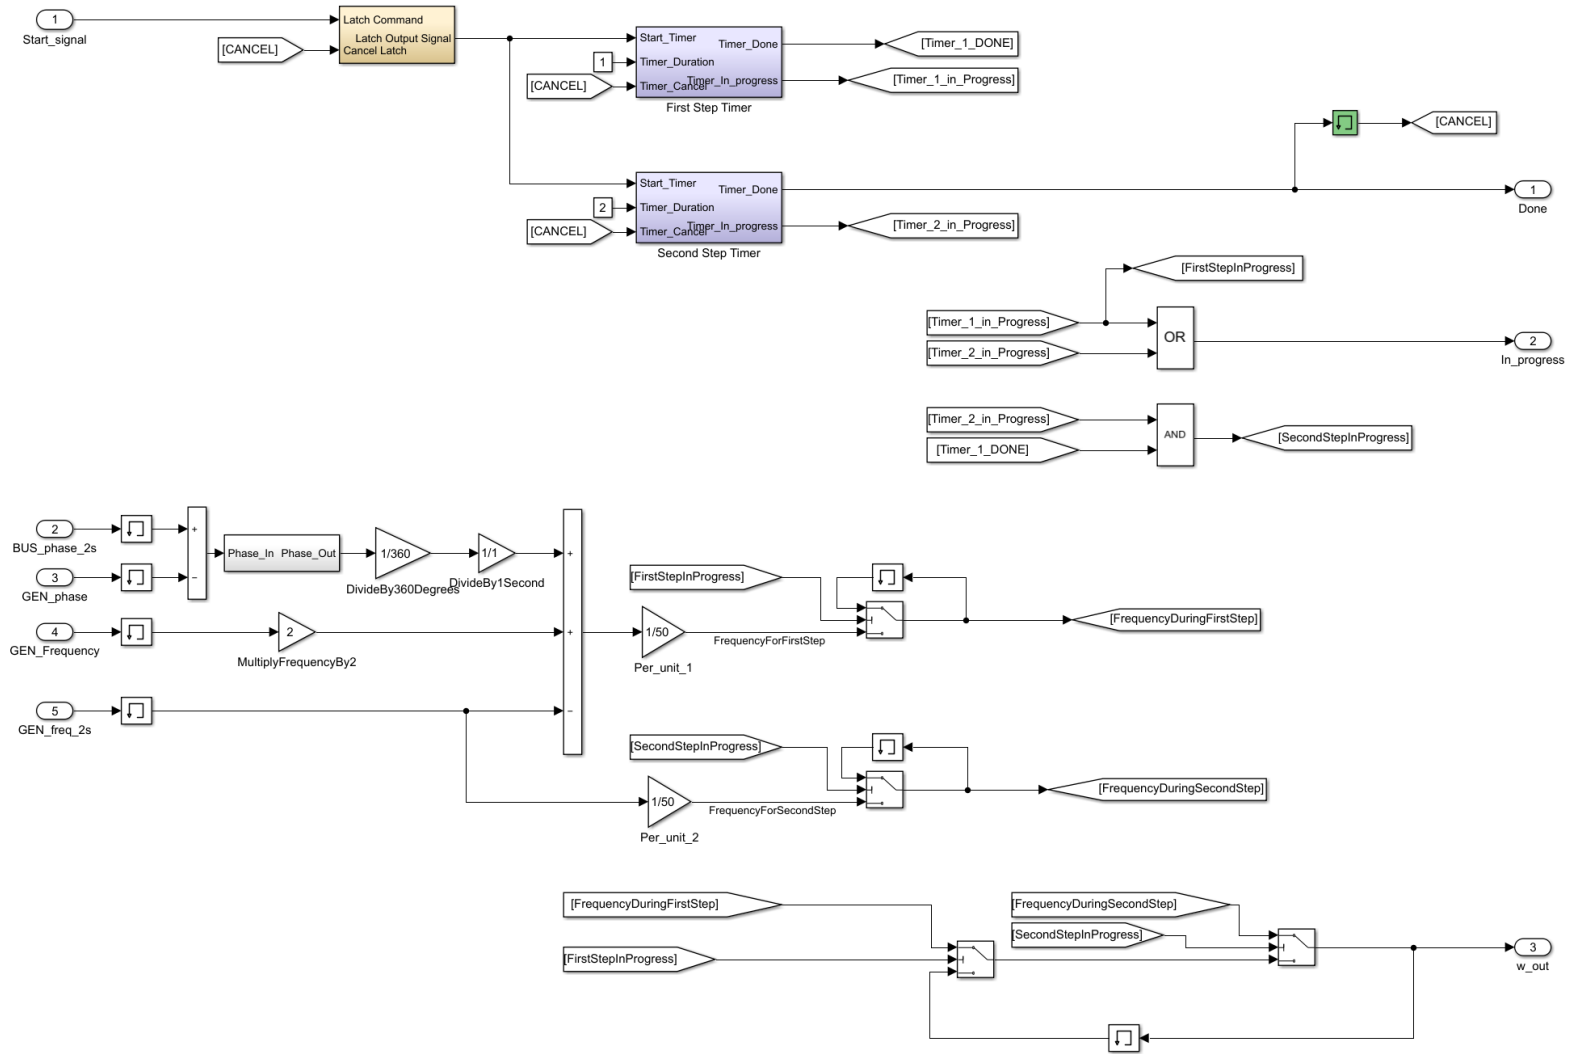 1
Start_signal
[CANCEL]
Latch Command
Latch Output Signal
Cancel Latch
1
[CANCEL]
Start_Timer
Timer_Duration
Timer_Cancel
Timer_Done
Timer_In_progress
First Step Timer
[Timer_1_DONE]
[Timer_1_in_Progress]
[CANCEL]
2
[CANCEL]
Start_Timer
Timer_Duration
Timer_Cancel
Timer_Done
Timer_In_progress
Second Step Timer
[Timer_2_in_Progress]
1
Done
[FirstStepInProgress]
[Timer_1_in_Progress]
[Timer_2_in_Progress]
OR
2
In_progress
[Timer_2_in_Progress]
[Timer_1_DONE]
AND
[SecondStepInProgress]
2
BUS_phase_2s
3
GEN_phase
+
−
Phase_In Phase_Out
1/360
DivideBy360Degrees
1/1
DivideBy1Second
4
GEN_Frequency
2
MultiplyFrequencyBy2
5
GEN_freq_2s
+
+
−
1/50
Per_unit_1
FrequencyForFirstStep
[FirstStepInProgress]
[FrequencyDuringFirstStep]
1/50
Per_unit_2
FrequencyForSecondStep
[SecondStepInProgress]
[FrequencyDuringSecondStep]
[FrequencyDuringFirstStep]
[FirstStepInProgress]
[FrequencyDuringSecondStep]
[SecondStepInProgress]
3
w_out